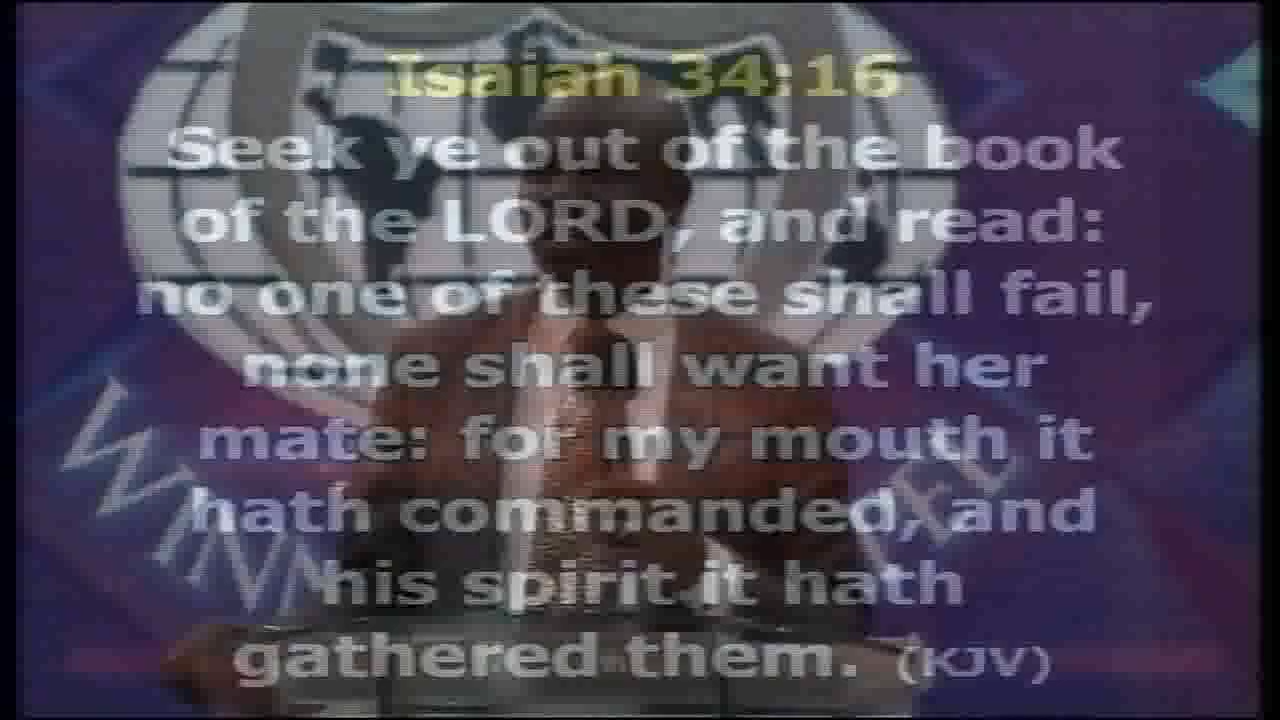 Isaiah 34:16
Seek ye out of the book
of the LORD, and read:
no one of these shall fail,
none shall want her
mate: for my mouth it
hath commanded, and
his spirit it hath
gathered them. (KJV)
WINN